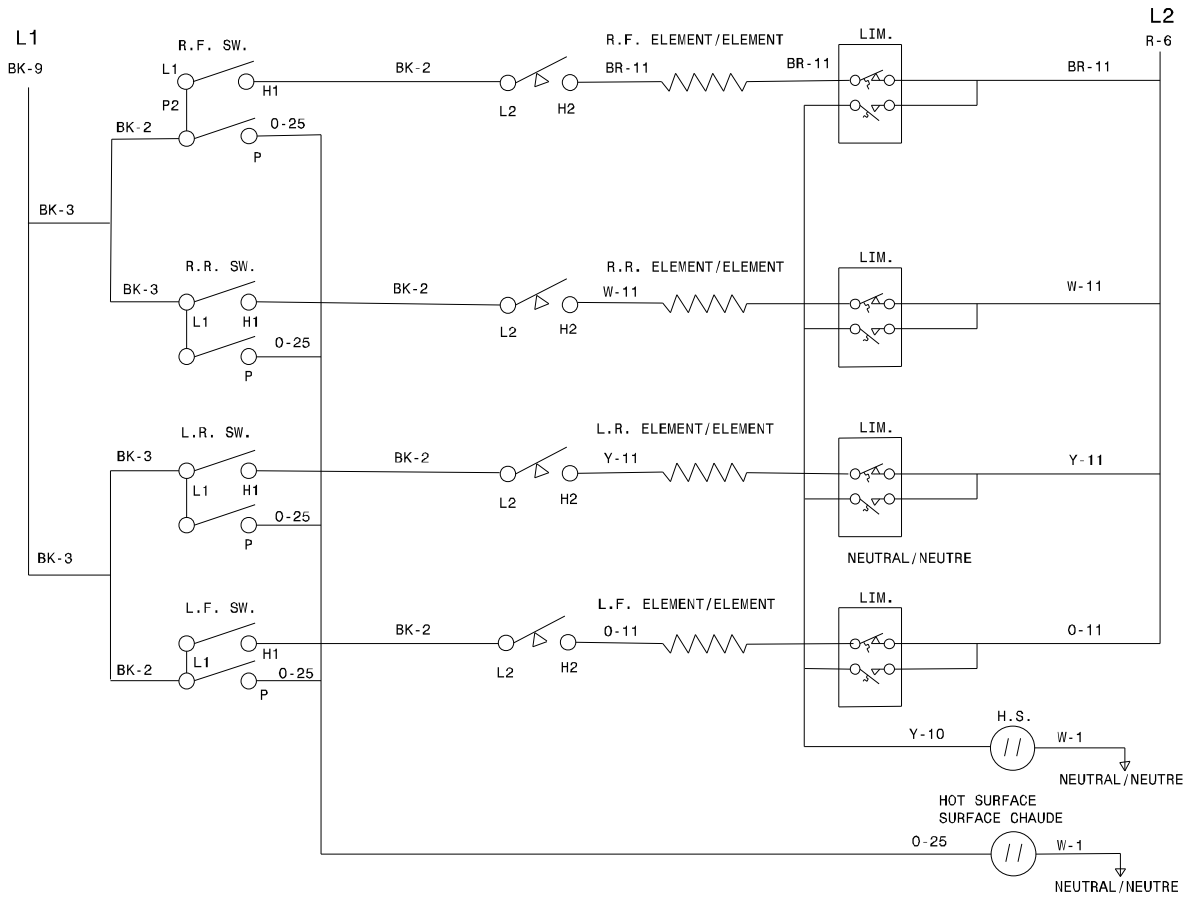 L1
BK-9
L2
R-6
R.F. SW.
L1
H1
P2
BK-2
O-25
P
BK-2
L2
H2
R.F. ELEMENT/ELEMENT
BR-11
BR-11
LIM.
BR-11
BK-3
R.R. SW.
BK-3
L1
H1
O-25
P
BK-2
L2
H2
R.R. ELEMENT/ELEMENT
W-11
LIM.
W-11
L.R. SW.
BK-3
L1
H1
O-25
P
BK-2
L2
H2
L.R. ELEMENT/ELEMENT
Y-11
LIM.
Y-11
NEUTRAL/NEUTRE
BK-3
L.F. SW.
L1
H1
BK-2
O-25
P
BK-2
L2
H2
L.F. ELEMENT/ELEMENT
O-11
LIM.
O-11
H.S.
Y-10
W-1
NEUTRAL/NEUTRE
HOT SURFACE
SURFACE CHAUDE
O-25
W-1
NEUTRAL/NEUTRE